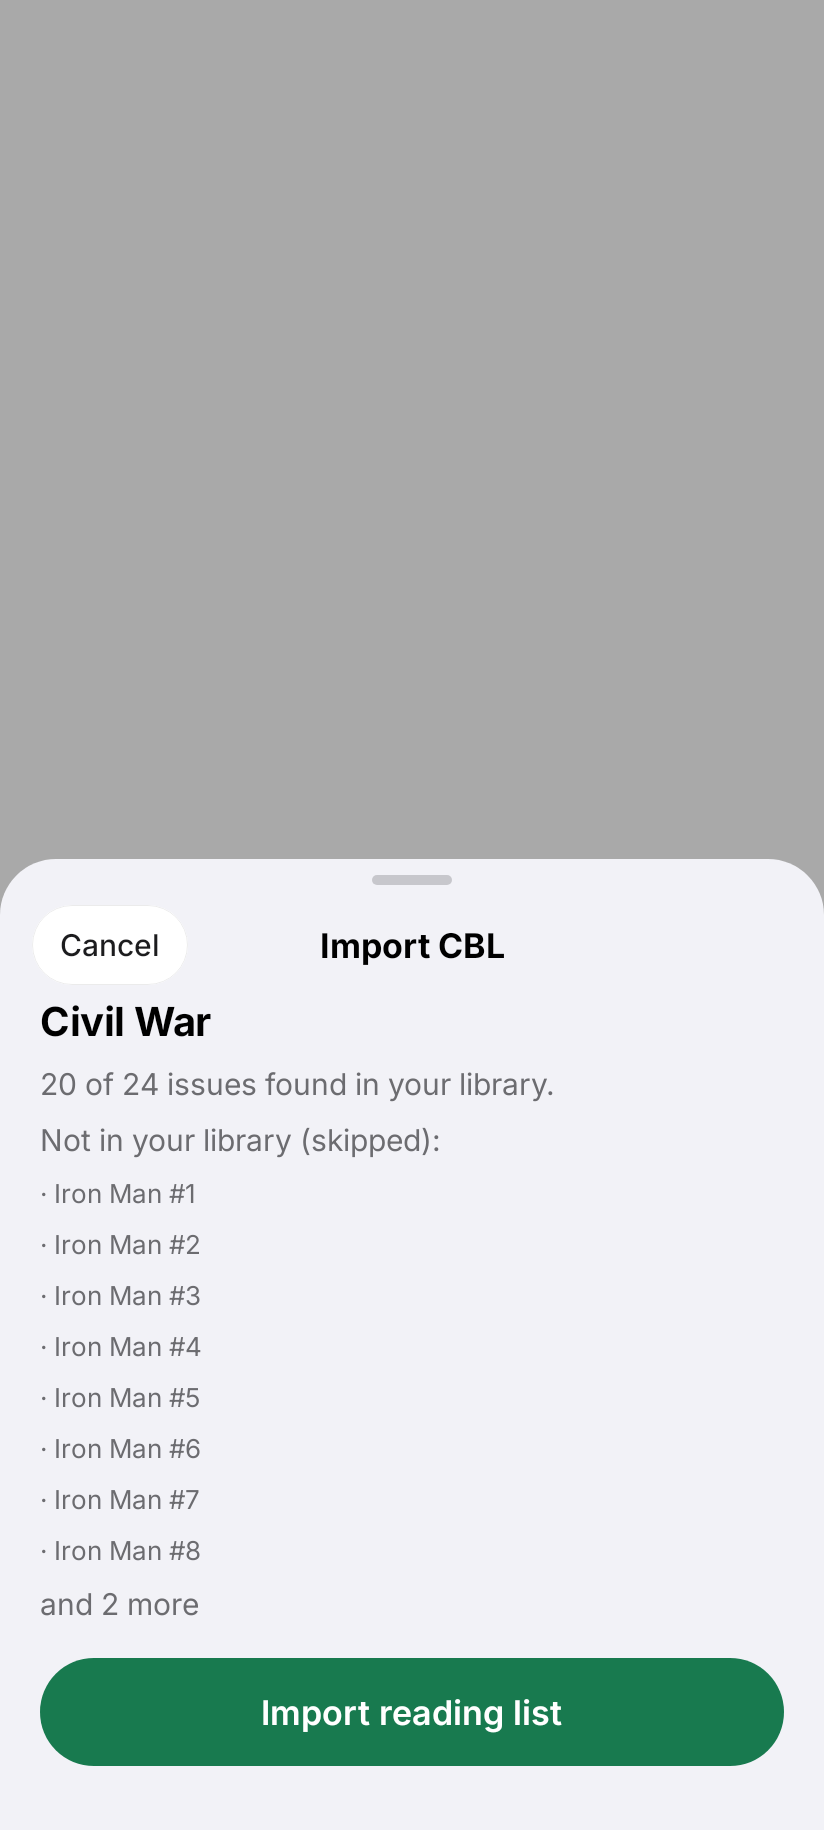 Cancel
Import CBL
Civil War
20 of 24 issues found in your library.
Not in your library (skipped):
· Iron Man #1
· Iron Man #2
· Iron Man #3
· Iron Man #4
· Iron Man #5
· Iron Man #6
· Iron Man #7
· Iron Man #8
and 2 more
Import reading list